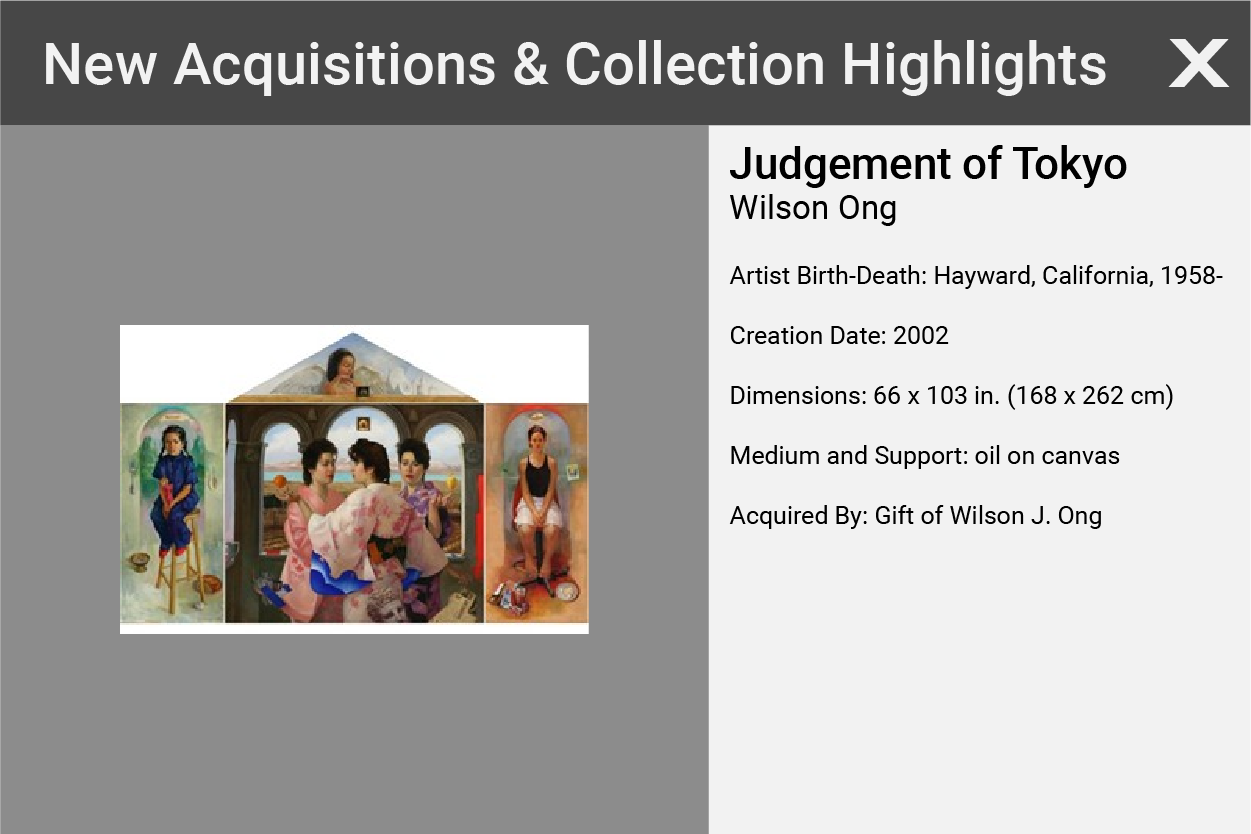 New Acquisitions & Collection Highlights X
Judgement of Tokyo
Wilson Ong
Artist Birth-Death: Hayward, California, 1958-
Creation Date: 2002
Dimensions: 66 x 103 in. (168 x 262 cm)
Medium and Support: oil on canvas
Acquired By: Gift of Wilson J. Ong